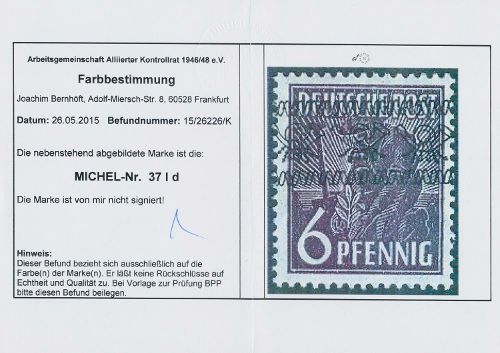 Arbeitsgemeinschaft Alliierter Kontrollrat 1946/48 e.V.
Farbbestimmung
Joachim Bernhöft, Adolf-Miersch-Str. 8, 60528 Frankfurt
Datum: 26.05.2015 Befundnummer: 15/26226/K
Die nebenstehend abgebildete Marke ist die:
MICHEL-Nr. 37 I d
Die Marke ist von mir nicht signiert!
Hinweis:
Dieser Befund bezieht sich ausschließlich auf die
Farbe(n) der Marke(n). Er läßt keine Rückschlüsse auf
Echtheit und Qualität zu. Bei Vorlage zur Prüfung BPP
bitte diesen Befund beilegen.
DEUTSCHE POST
6 PFENNIG